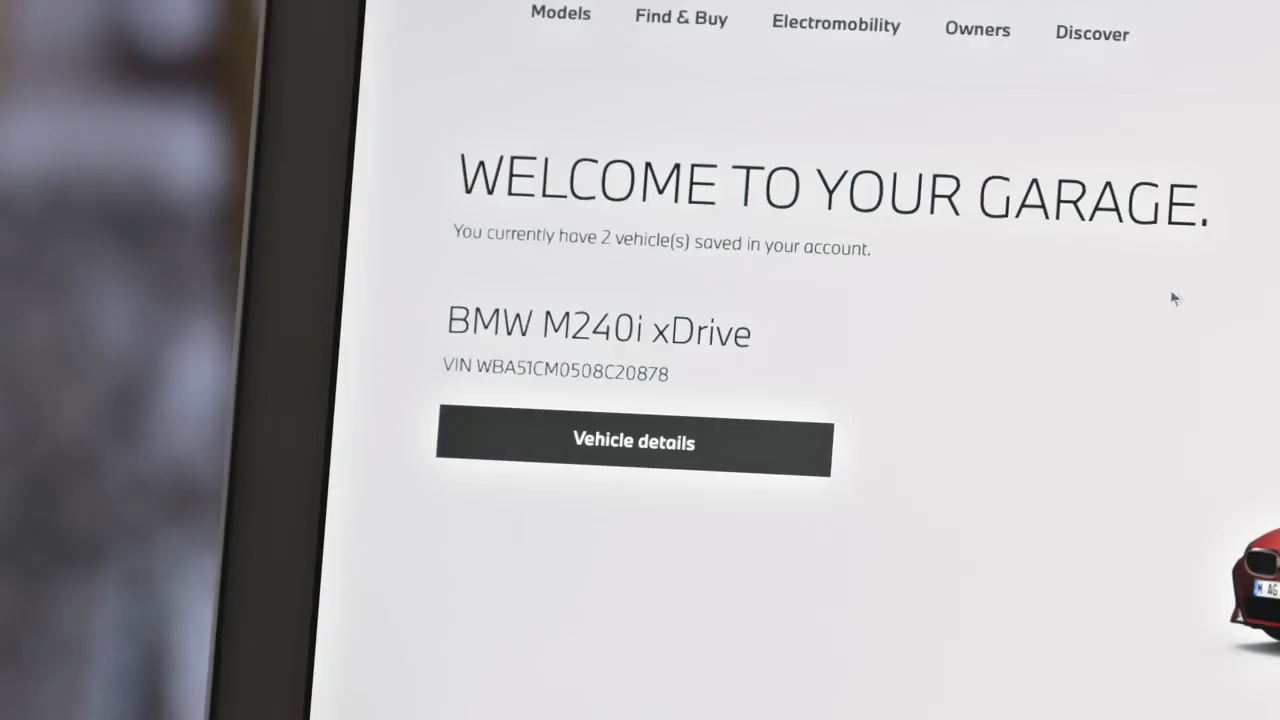 Models Find & Buy Electromobility Owners Discover
WELCOME TO YOUR GARAGE.
You currently have 2 vehicle(s) saved in your account.
BMW M240i xDrive
VIN WBA51CM0508C20878
Vehicle details
M AG